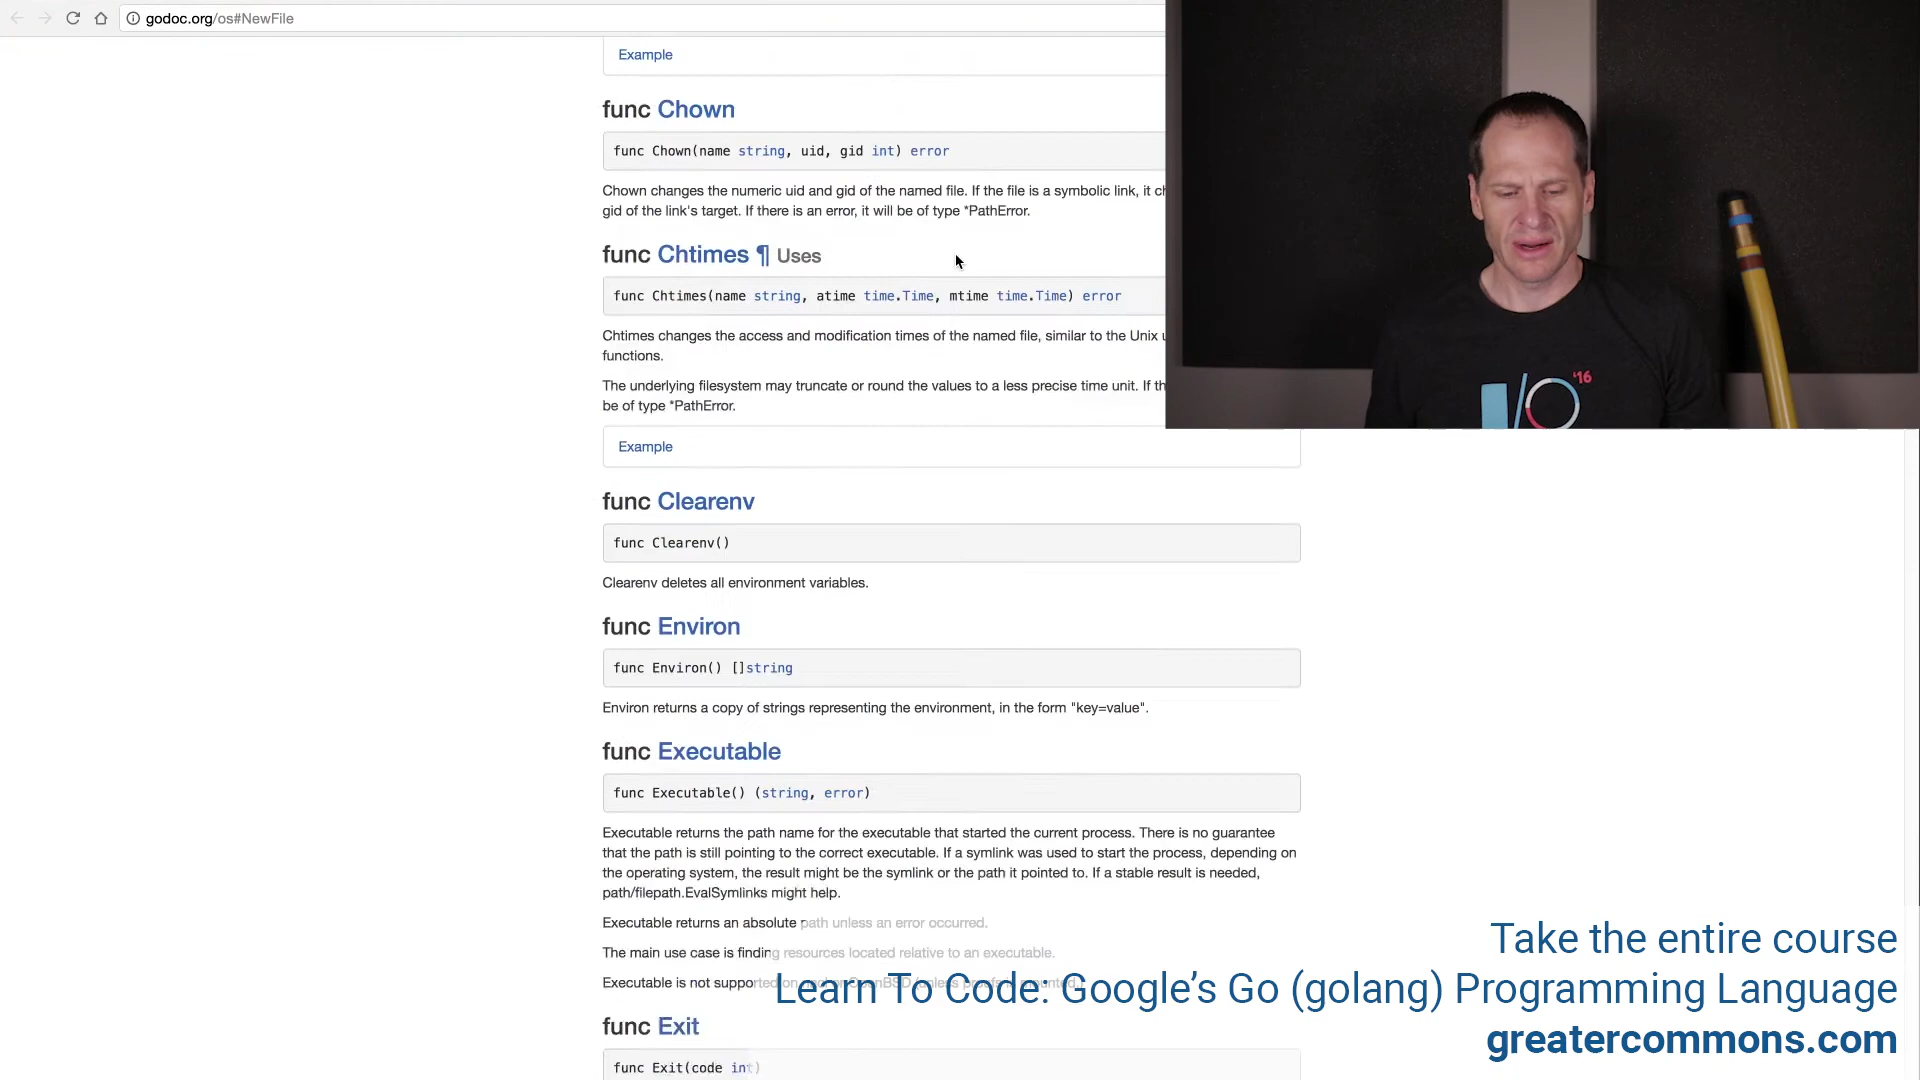 godoc.org/os#NewFile
Example
func Chown
func Chown(name string, uid, gid int) error
Chown changes the numeric uid and gid of the named file. If the file is a symbolic link, it
gid of the link's target. If there is an error, it will be of type *PathError.
func Chtimes ¶ Uses
func Chtimes(name string, atime time.Time, mtime time.Time) error
Chtimes changes the access and modification times of the named file, similar to the Unix
functions.
The underlying filesystem may truncate or round the values to a less precise time unit. If
be of type *PathError.
Example
func Clearenv
func Clearenv()
Clearenv deletes all environment variables.
func Environ
func Environ() []string
Environ returns a copy of strings representing the environment, in the form "key=value".
func Executable
func Executable() (string, error)
Executable returns the path name for the executable that started the current process. There is no guarantee
that the path is still pointing to the correct executable. If a symlink was used to start the process, depending on
the operating system, the result might be the symlink or the path it pointed to. If a stable result is needed,
path/filepath.EvalSymlinks might help.
Executable returns an absolute path unless an error occurred.
The main use case is finding resources located relative to an executable.
Executable is not supported on
func Exit
func Exit(code int)
I/O '16
Take the entire course
Learn To Code: Google’s Go (golang) Programming Language
greatercommons.com